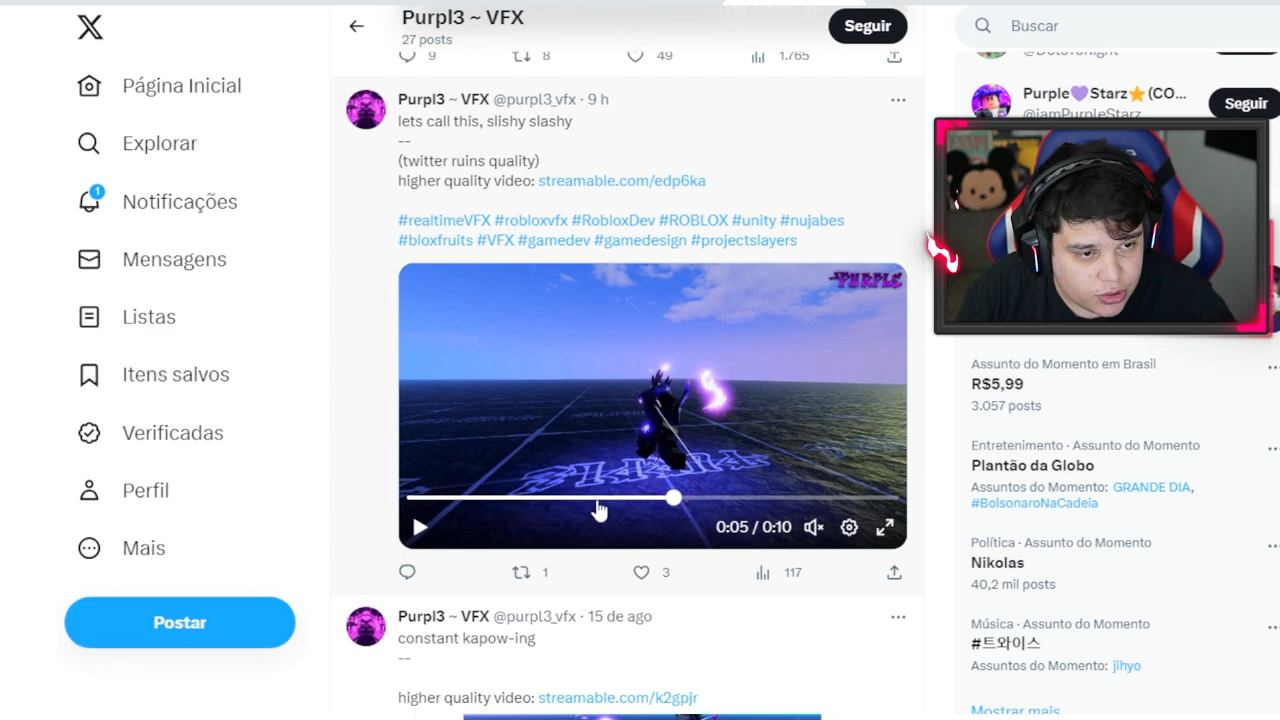 Página Inicial
Explorar
1
Notificações
Mensagens
Listas
Itens salvos
Verificadas
Perfil
Mais
Postar
Purpl3 ~ VFX
27 posts
Seguir
9 8 49 1.765
Purpl3 ~ VFX @purpl3_vfx · 9 h
lets call this, slishy slashy
--
(twitter ruins quality)
higher quality video: streamable.com/edp6ka
#realtimeVFX #robloxvfx #RobloxDev #ROBLOX #unity #nujabes
#bloxfruits #VFX #gamedev #gamedesign #projectslayers
PURPLE
0:05 / 0:10
1 3 117
Purpl3 ~ VFX @purpl3_vfx · 15 de ago
constant kapow-ing
--
higher quality video: streamable.com/k2gpjr
Buscar
Purple💜Starz⭐(CO...
@iamPurpleStarz
Seguir
Assunto do Momento em Brasil
R$5,99
3.057 posts
Entretenimento · Assunto do Momento
Plantão da Globo
Assuntos do Momento: GRANDE DIA,
#BolsonaroNaCadeia
Política · Assunto do Momento
Nikolas
40,2 mil posts
Música · Assunto do Momento
#트와이스
Assuntos do Momento: jihyo
Mostrar mais